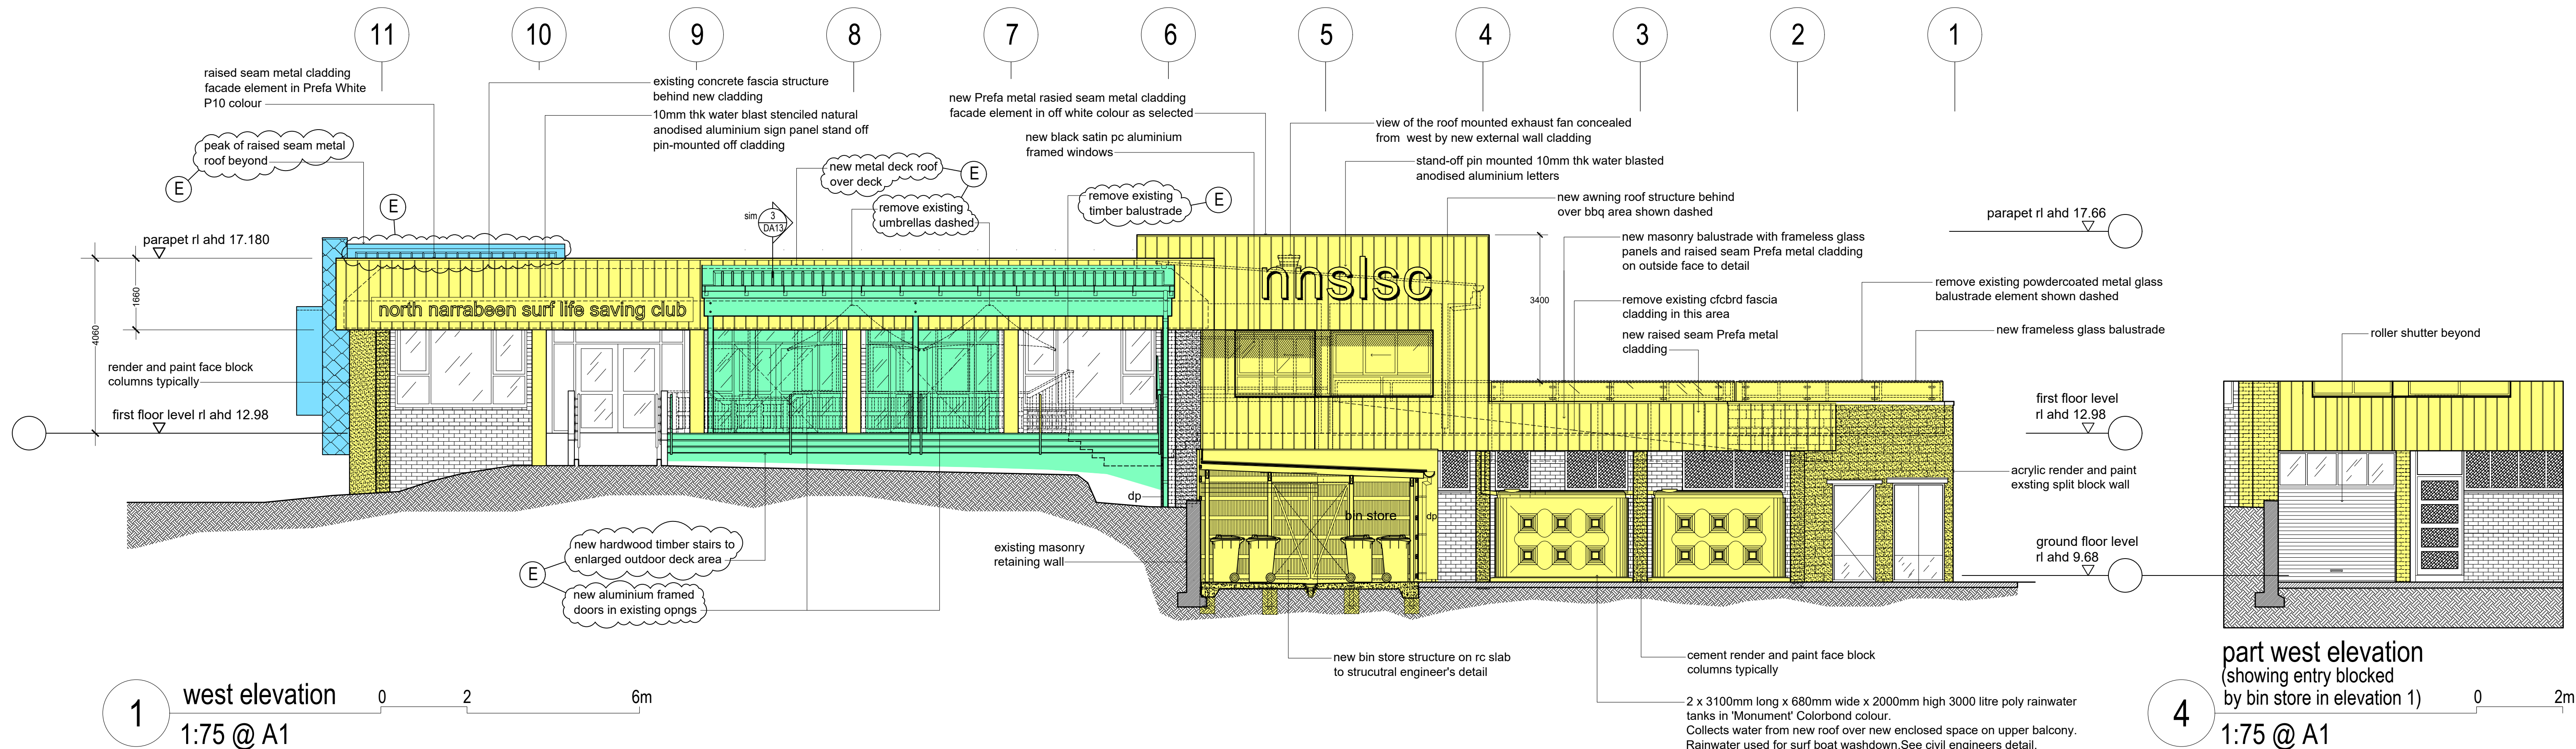 11
10
9
8
7
6
5
4
3
2
1
raised seam metal cladding
facade element in Prefa White
P10 colour
existing concrete fascia structure
behind new cladding
10mm thk water blast stenciled natural
anodised aluminium sign panel stand off
pin-mounted off cladding
peak of raised seam metal
roof beyond
E
E
new metal deck roof
over deck
E
remove existing
umbrellas dashed
sim
3
DA13
new Prefa metal rasied seam metal cladding
facade element in off white colour as selected
new black satin pc aluminium
framed windows
remove existing
timber balustrade
E
view of the roof mounted exhaust fan concealed
from west by new external wall cladding
stand-off pin mounted 10mm thk water blasted
anodised aluminium letters
new awning roof structure behind
over bbq area shown dashed
new masonry balustrade with frameless glass
panels and raised seam Prefa metal cladding
on outside face to detail
remove existing cfcbrd fascia
cladding in this area
new raised seam Prefa metal
cladding
parapet rl ahd 17.66
remove existing powdercoated metal glass
balustrade element shown dashed
new frameless glass balustrade
roller shutter beyond
parapet rl ahd 17.180
4060
1660
3400
north narrabeen surf life saving club
nnslsc
render and paint face block
columns typically
first floor level rl ahd 12.98
first floor level
rl ahd 12.98
acrylic render and paint
exsting split block wall
ground floor level
rl ahd 9.68
dp
bin store
dp
new hardwood timber stairs to
enlarged outdoor deck area
E
new aluminium framed
doors in existing opngs
existing masonry
retaining wall
new bin store structure on rc slab
to strucutral engineer's detail
cement render and paint face block
columns typically
2 x 3100mm long x 680mm wide x 2000mm high 3000 litre poly rainwater
tanks in 'Monument' Colorbond colour.
Collects water from new roof over new enclosed space on upper balcony.
Rainwater used for surf boat washdown.See civil engineers detail.
1
west elevation
0
2
6m
1:75 @ A1
4
part west elevation
(showing entry blocked
by bin store in elevation 1)
0
2m
1:75 @ A1